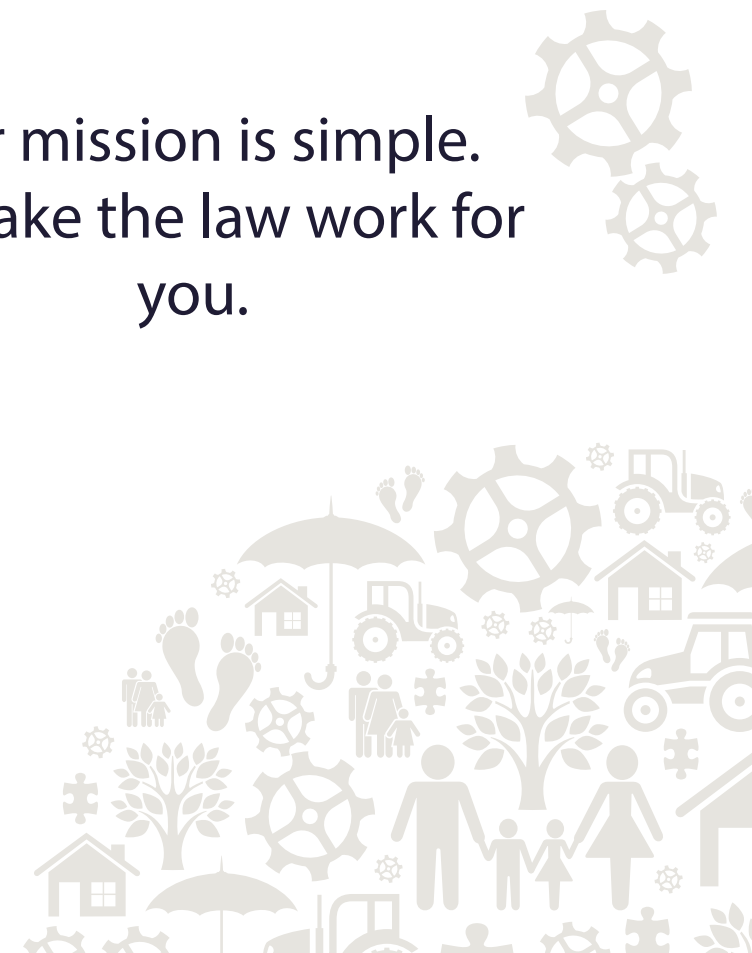 r mission is simple.
ake the law work for
you.